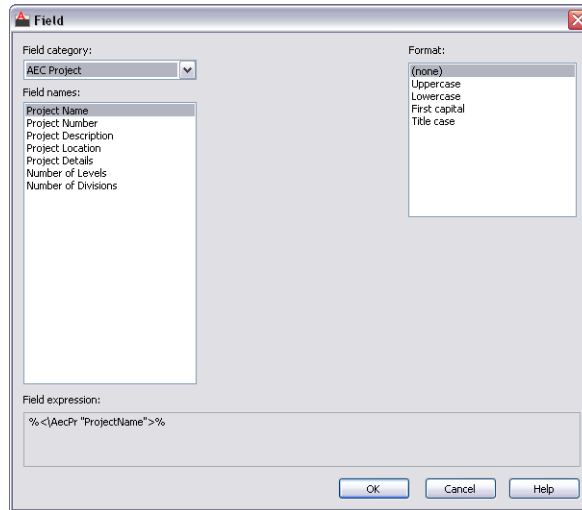 Field
Field category:
AEC Project
Field names:
Project Name
Project Number
Project Description
Project Location
Project Details
Number of Levels
Number of Divisions
Format:
(none)
Uppercase
Lowercase
First capital
Title case
Field expression:
%<\AecPr "ProjectName">%
OK
Cancel
Help